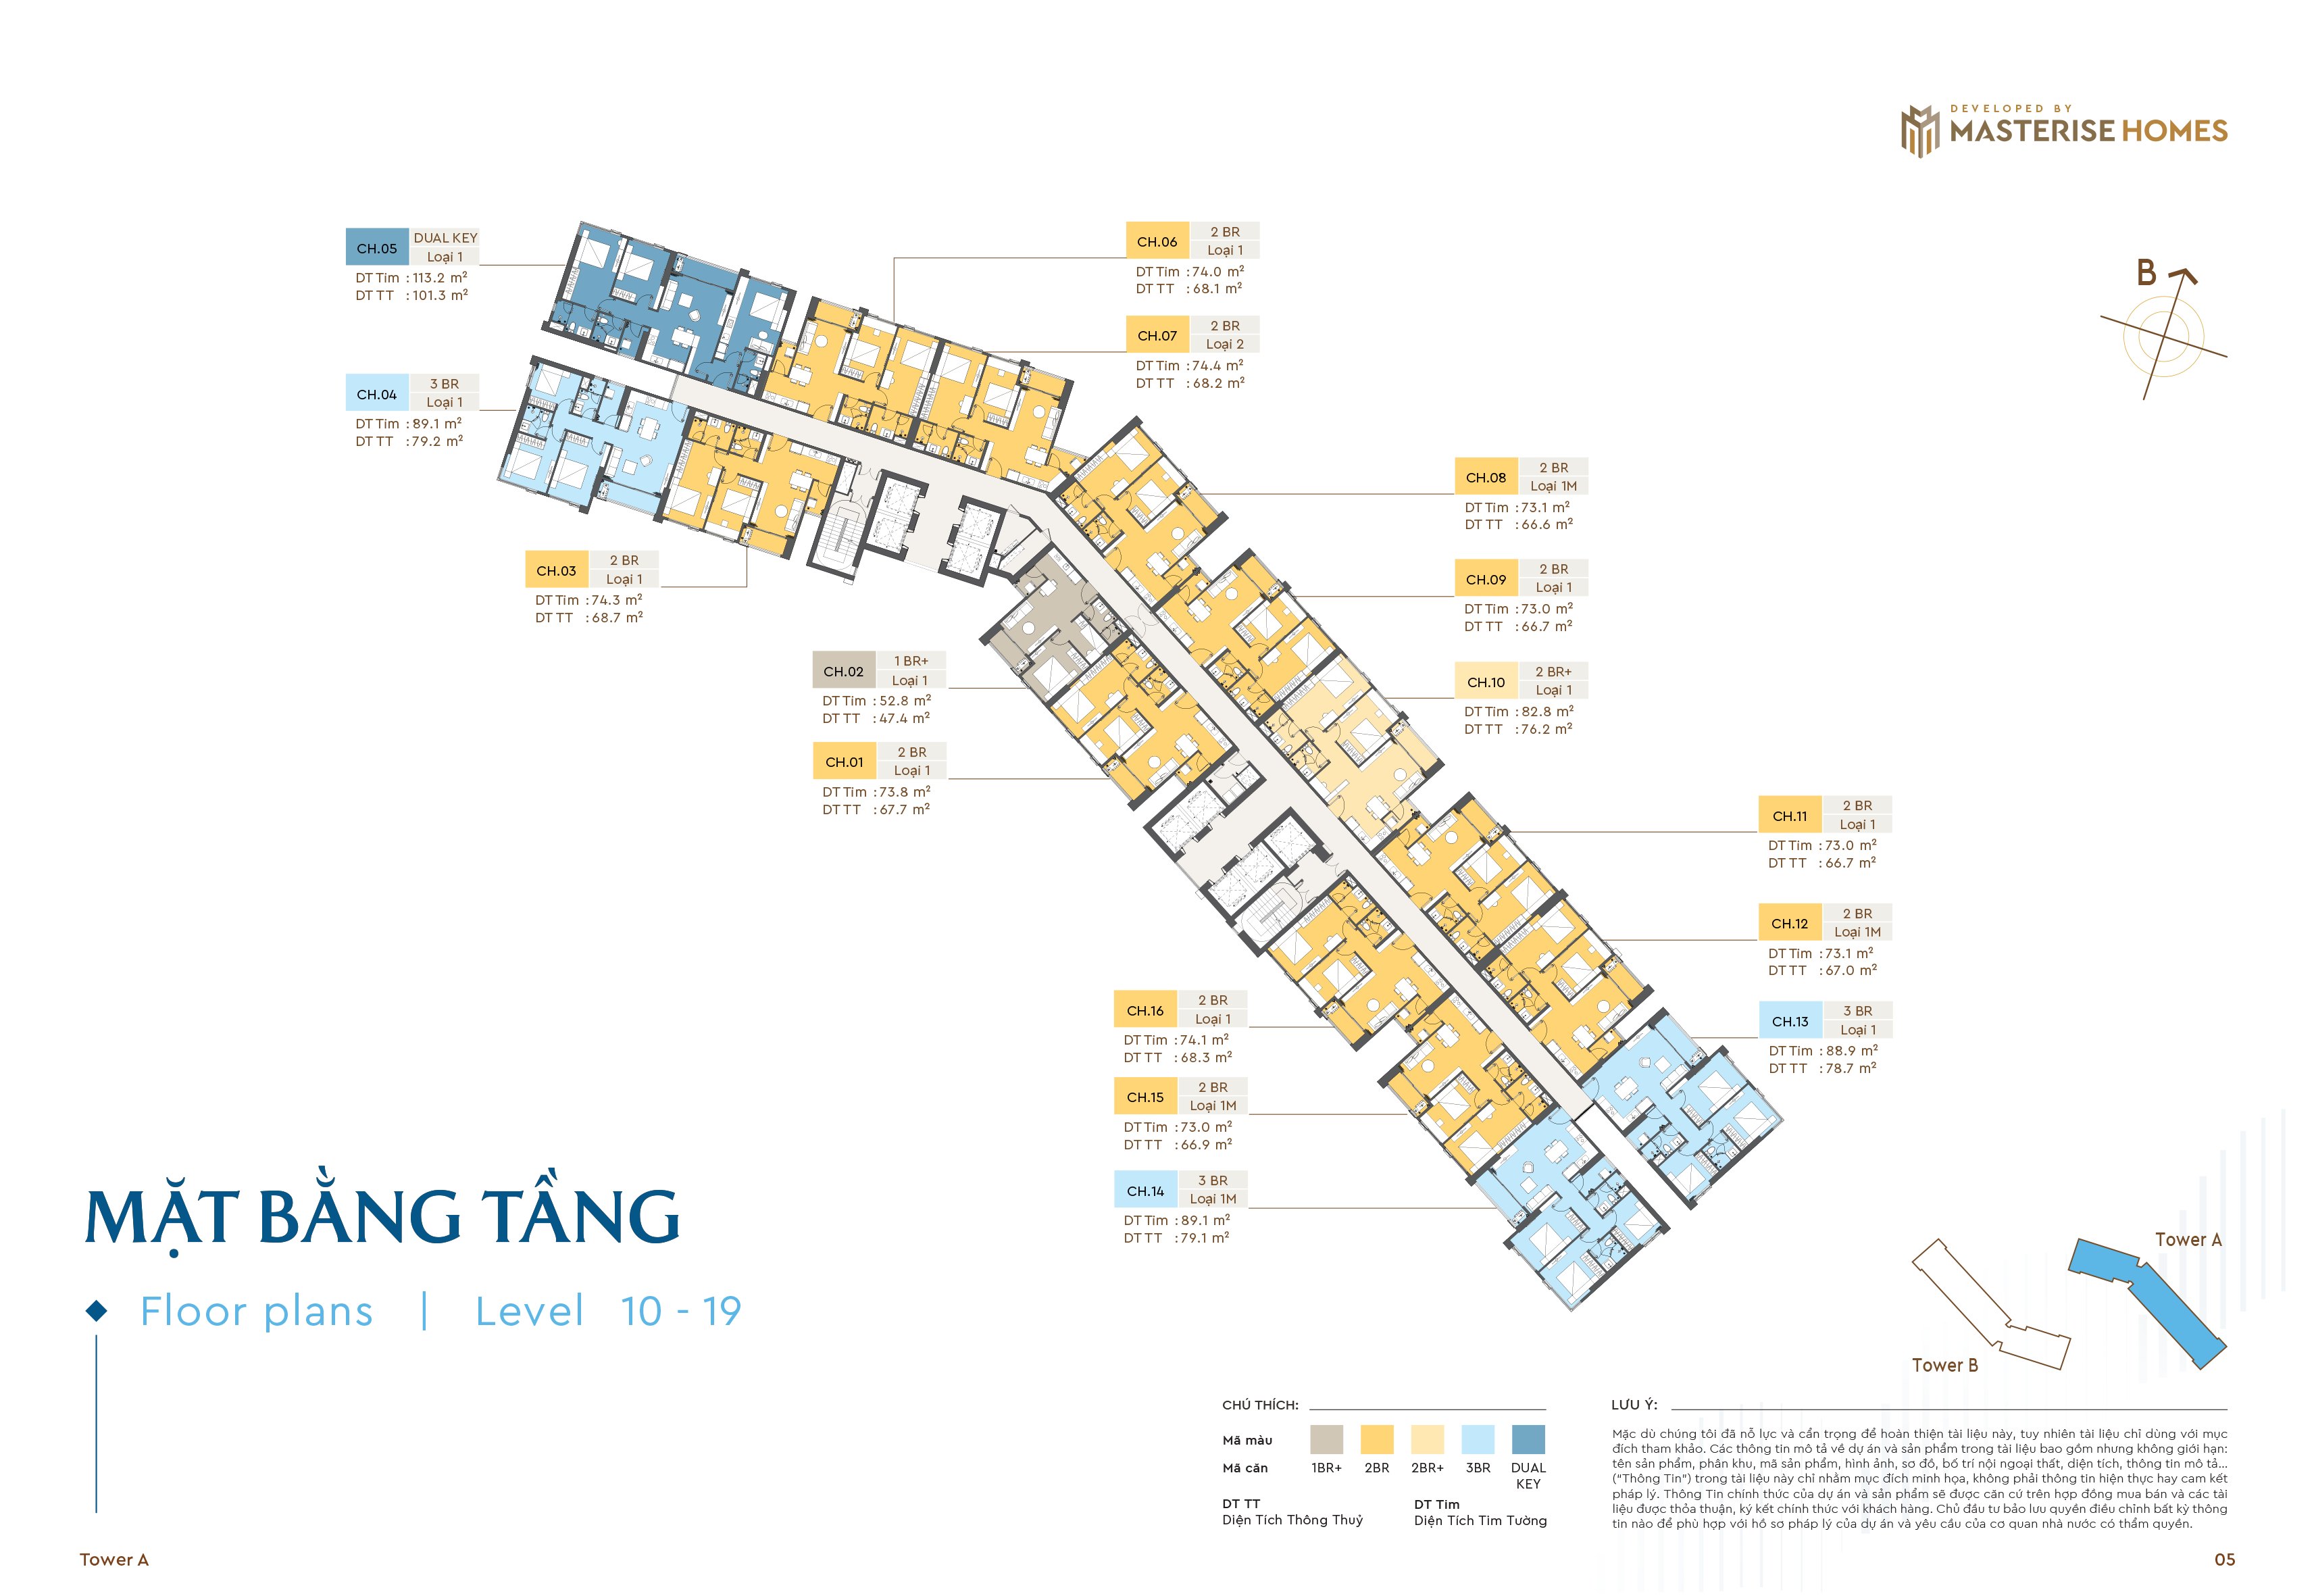 DEVELOPED BY
MASTERISE HOMES
B
CH.05
DUAL KEY
Loại 1
DT Tim : 113.2 m²
DT TT : 101.3 m²
CH.04
3 BR
Loại 1
DT Tim : 89.1 m²
DT TT : 79.2 m²
CH.03
2 BR
Loại 1
DT Tim : 74.3 m²
DT TT : 68.7 m²
CH.02
1 BR+
Loại 1
DT Tim : 52.8 m²
DT TT : 47.4 m²
CH.01
2 BR
Loại 1
DT Tim : 73.8 m²
DT TT : 67.7 m²
CH.06
2 BR
Loại 1
DT Tim : 74.0 m²
DT TT : 68.1 m²
CH.07
2 BR
Loại 2
DT Tim : 74.4 m²
DT TT : 68.2 m²
CH.08
2 BR
Loại 1M
DT Tim : 73.1 m²
DT TT : 66.6 m²
CH.09
2 BR
Loại 1
DT Tim : 73.0 m²
DT TT : 66.7 m²
CH.10
2 BR+
Loại 1
DT Tim : 82.8 m²
DT TT : 76.2 m²
CH.11
2 BR
Loại 1
DT Tim : 73.0 m²
DT TT : 66.7 m²
CH.12
2 BR
Loại 1M
DT Tim : 73.1 m²
DT TT : 67.0 m²
CH.13
3 BR
Loại 1
DT Tim : 88.9 m²
DT TT : 78.7 m²
CH.16
2 BR
Loại 1
DT Tim : 74.1 m²
DT TT : 68.3 m²
CH.15
2 BR
Loại 1M
DT Tim : 73.0 m²
DT TT : 66.9 m²
CH.14
3 BR
Loại 1M
DT Tim : 89.1 m²
DT TT : 79.1 m²
MẶT BẰNG TẦNG
Floor plans | Level 10 - 19
Tower A
Tower B
CHÚ THÍCH:
Mã màu
Mã căn 1BR+ 2BR 2BR+ 3BR DUAL KEY
DT TT
Diện Tích Thông Thuỷ
DT Tim
Diện Tích Tim Tường
LƯU Ý:
Mặc dù chúng tôi đã nỗ lực và cẩn trọng để hoàn thiện tài liệu này, tuy nhiên tài liệu chỉ dùng với mục
đích tham khảo. Các thông tin mô tả về dự án và sản phẩm trong tài liệu bao gồm nhưng không giới hạn:
tên sản phẩm, phân khu, mã sản phẩm, hình ảnh, sơ đồ, bố trí nội ngoại thất, diện tích, thông tin mô tả...
("Thông Tin") trong tài liệu này chỉ nhằm mục đích minh họa, không phải thông tin hiện thực hay cam kết
pháp lý. Thông Tin chính thức của dự án và sản phẩm sẽ được căn cứ trên hợp đồng mua bán và các tài
liệu được thỏa thuận, ký kết chính thức với khách hàng. Chủ đầu tư bảo lưu quyền điều chỉnh bất kỳ thông
tin nào để phù hợp với hồ sơ pháp lý của dự án và yêu cầu của cơ quan nhà nước có thẩm quyền.
Tower A
05